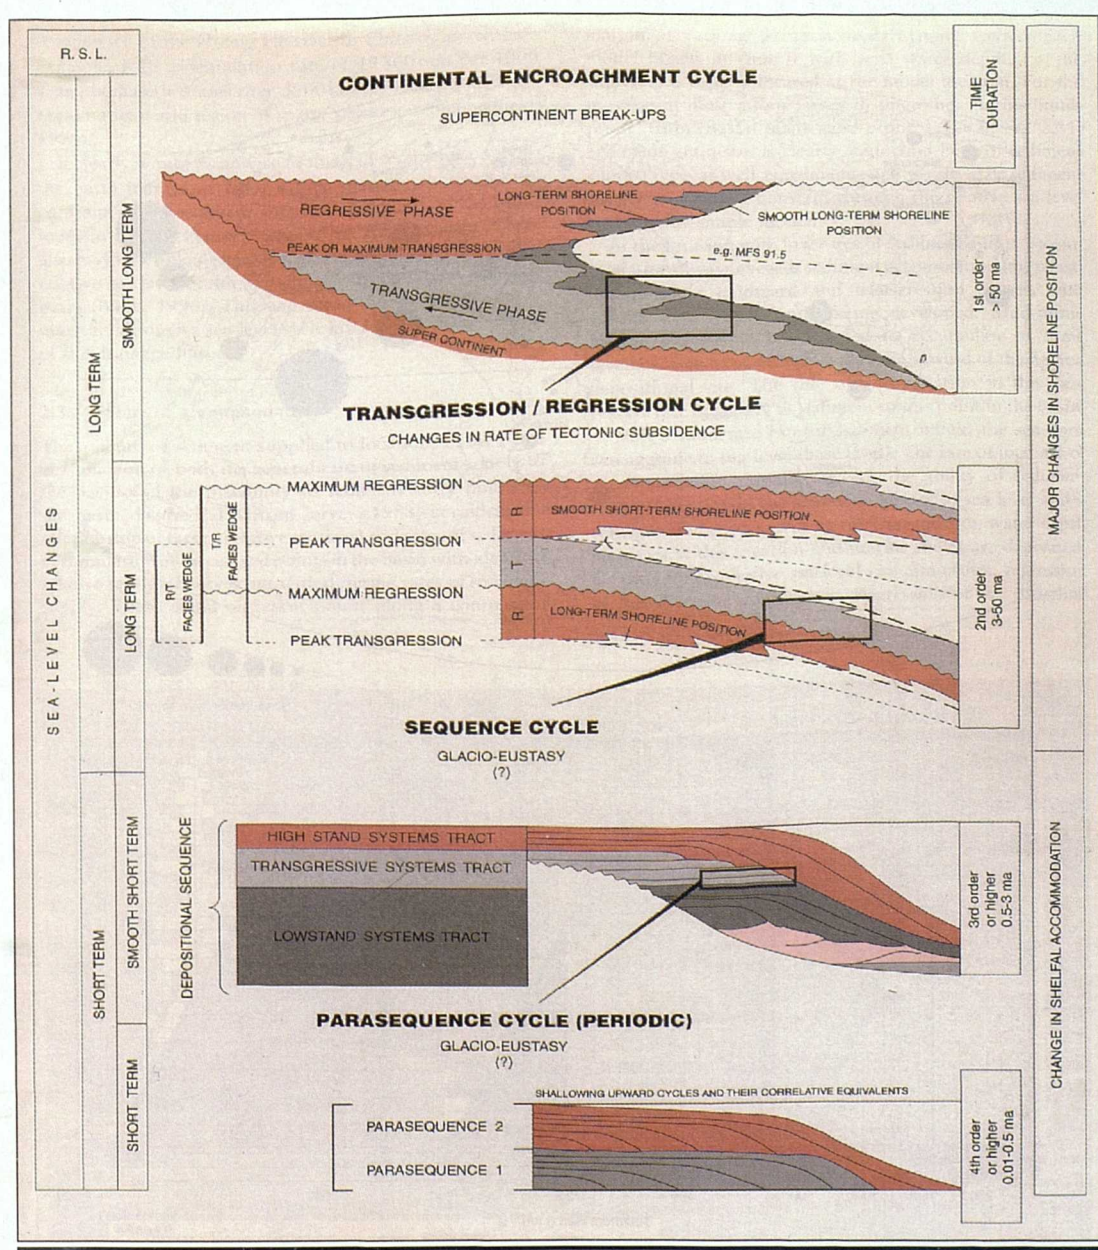 R. S. L.
CONTINENTAL ENCROACHMENT CYCLE
SUPERCONTINENT BREAK-UPS
TIME
DURATION
REGRESSIVE PHASE
LONG-TERM SHORELINE
POSITION
SMOOTH LONG-TERM SHORELINE
POSITION
PEAK OR MAXIMUM TRANSGRESSION
e.g. MFS 91.5
TRANSGRESSIVE PHASE
SUPER CONTINENT
1st order
> 50 ma
TRANSGRESSION / REGRESSION CYCLE
CHANGES IN RATE OF TECTONIC SUBSIDENCE
MAXIMUM REGRESSION
PEAK TRANSGRESSION
MAXIMUM REGRESSION
PEAK TRANSGRESSION
T/R
FACIES WEDGE
R/T
FACIES WEDGE
R
T
R
SMOOTH SHORT-TERM SHORELINE POSITION
LONG-TERM SHORELINE POSITION
2nd order
3-50 ma
SEQUENCE CYCLE
GLACIO-EUSTASY
(?)
DEPOSITIONAL SEQUENCE
HIGH STAND SYSTEMS TRACT
TRANSGRESSIVE SYSTEMS TRACT
LOWSTAND SYSTEMS TRACT
3rd order
or higher
0.5-3 ma
PARASEQUENCE CYCLE (PERIODIC)
GLACIO-EUSTASY
(?)
SHALLOWING UPWARD CYCLES AND THEIR CORRELATIVE EQUIVALENTS
PARASEQUENCE 2
PARASEQUENCE 1
4th order
or higher
0.01-0.5 ma
SEA-LEVEL CHANGES
LONG TERM
SMOOTH LONG TERM
LONG TERM
SHORT TERM
SMOOTH SHORT TERM
SHORT TERM
MAJOR CHANGES IN SHORELINE POSITION
CHANGE IN SHELFAL ACCOMMODATION